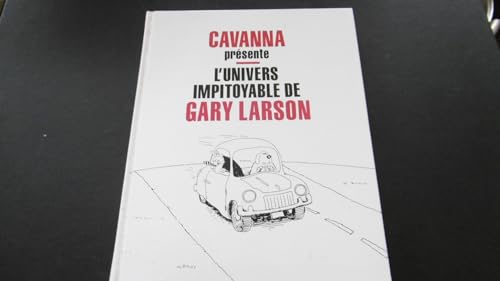 CAVANNA
présente
L'UNIVERS
IMPITOYABLE DE
GARY LARSON